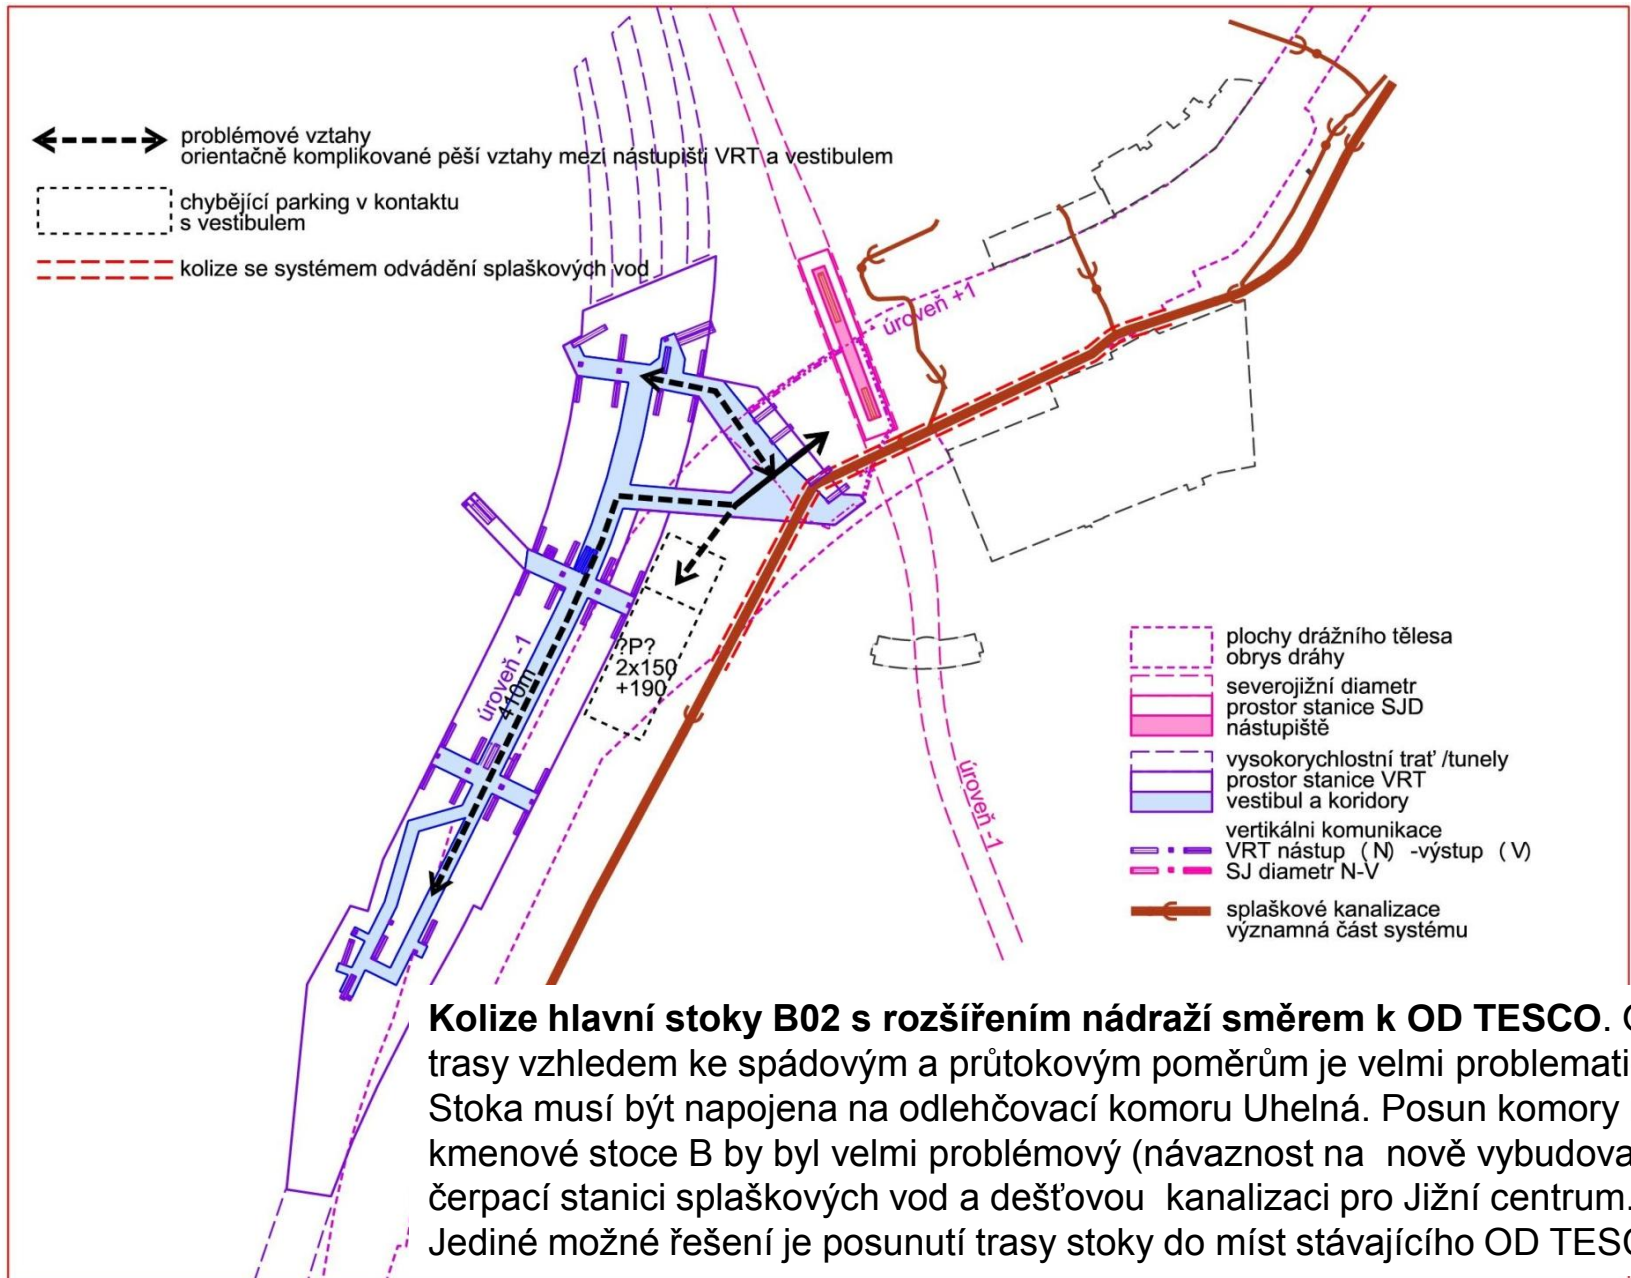 problémové vztahy
orientačně komplikované pěší vztahy mezi nástupišti VRT a vestibulem
chybějící parking v kontaktu
s vestibulem
kolize se systémem odvádění splaškových vod
úroveň +1
úroveň -1
410m
?P?
2x150
+190
úroveň -1
plochy drážního tělesa
obrys dráhy
severojižní diametr
prostor stanice SJD
nástupiště
vysokorychlostní trať /tunely
prostor stanice VRT
vestibul a koridory
vertikálni komunikace
VRT nástup ( N) -výstup ( V)
SJ diametr N-V
splaškové kanalizace
významná část systému
Kolize hlavní stoky B02 s rozšířením nádraží směrem k OD TESCO.
trasy vzhledem ke spádovým a průtokovým poměrům je velmi problemati
Stoka musí být napojena na odlehčovací komoru Uhelná. Posun komory
kmenové stoce B by byl velmi problémový (návaznost na nově vybudova
čerpací stanici splaškových vod a dešťovou kanalizaci pro Jižní centrum.
Jediné možné řešení je posunutí trasy stoky do míst stávajícího OD TESC